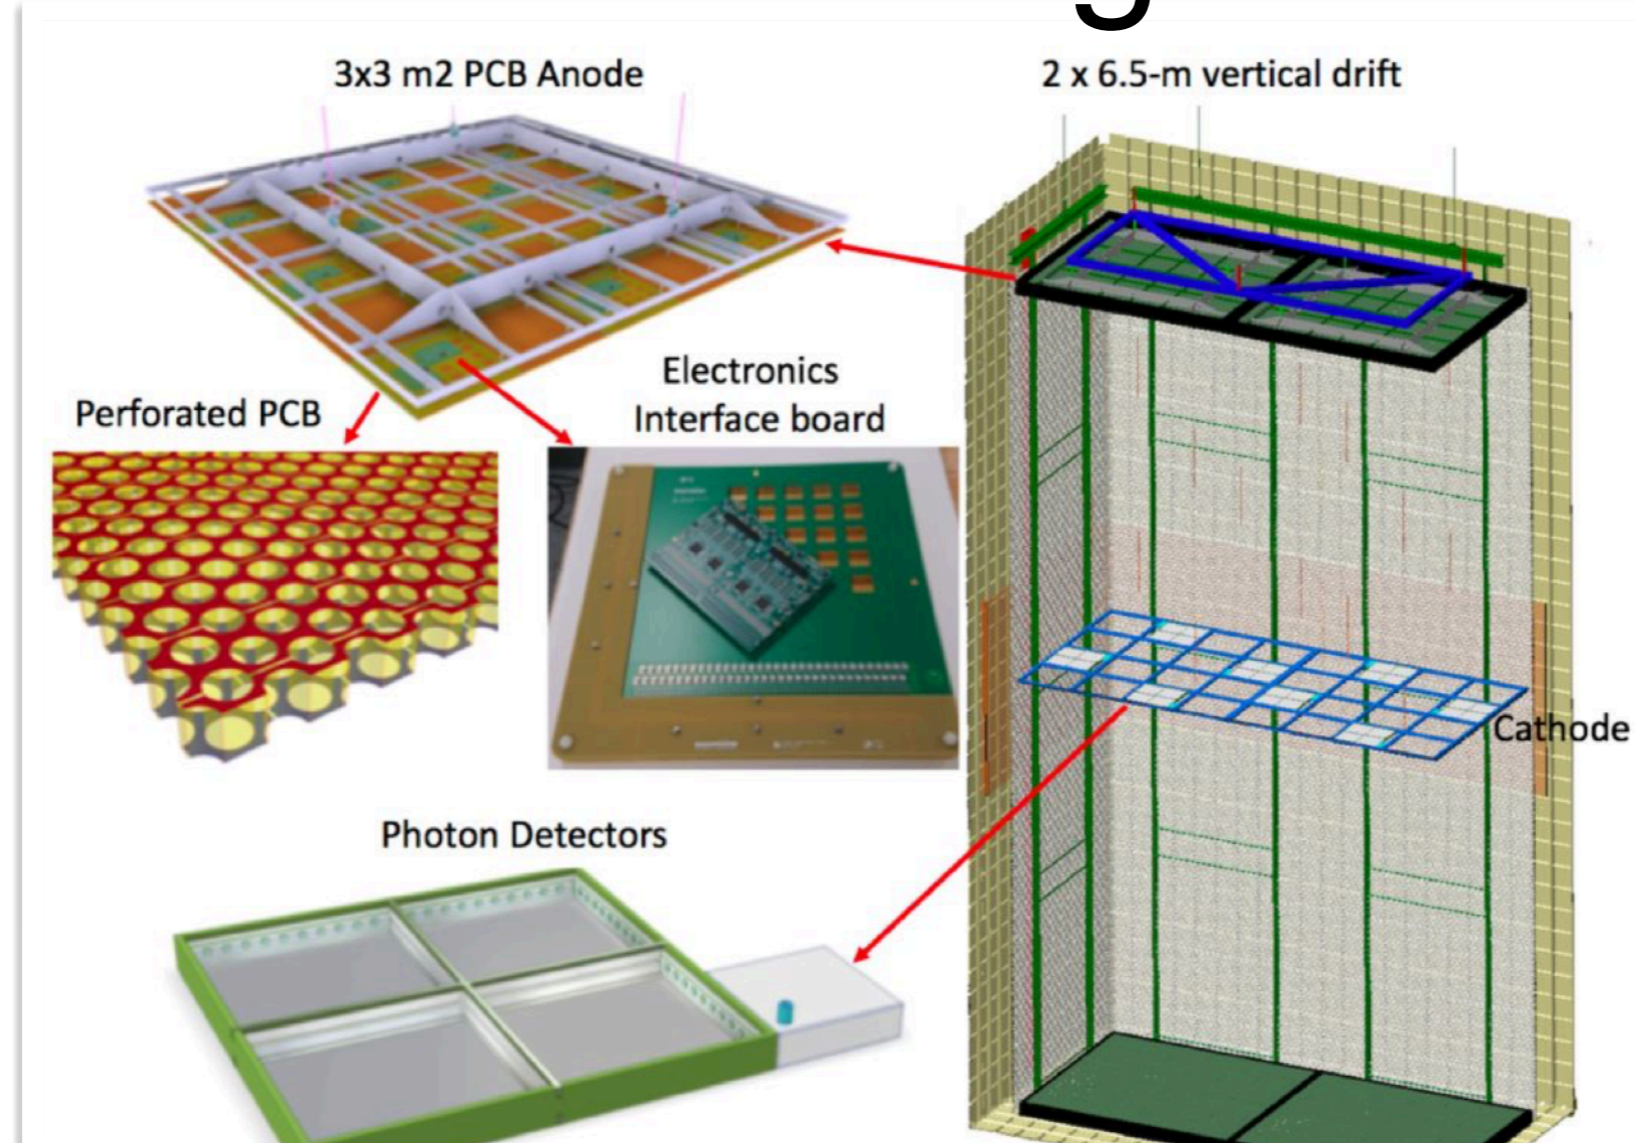 3x3 m2 PCB Anode
2 x 6.5-m vertical drift
Electronics
Interface board
Perforated PCB
Cathode
Photon Detectors